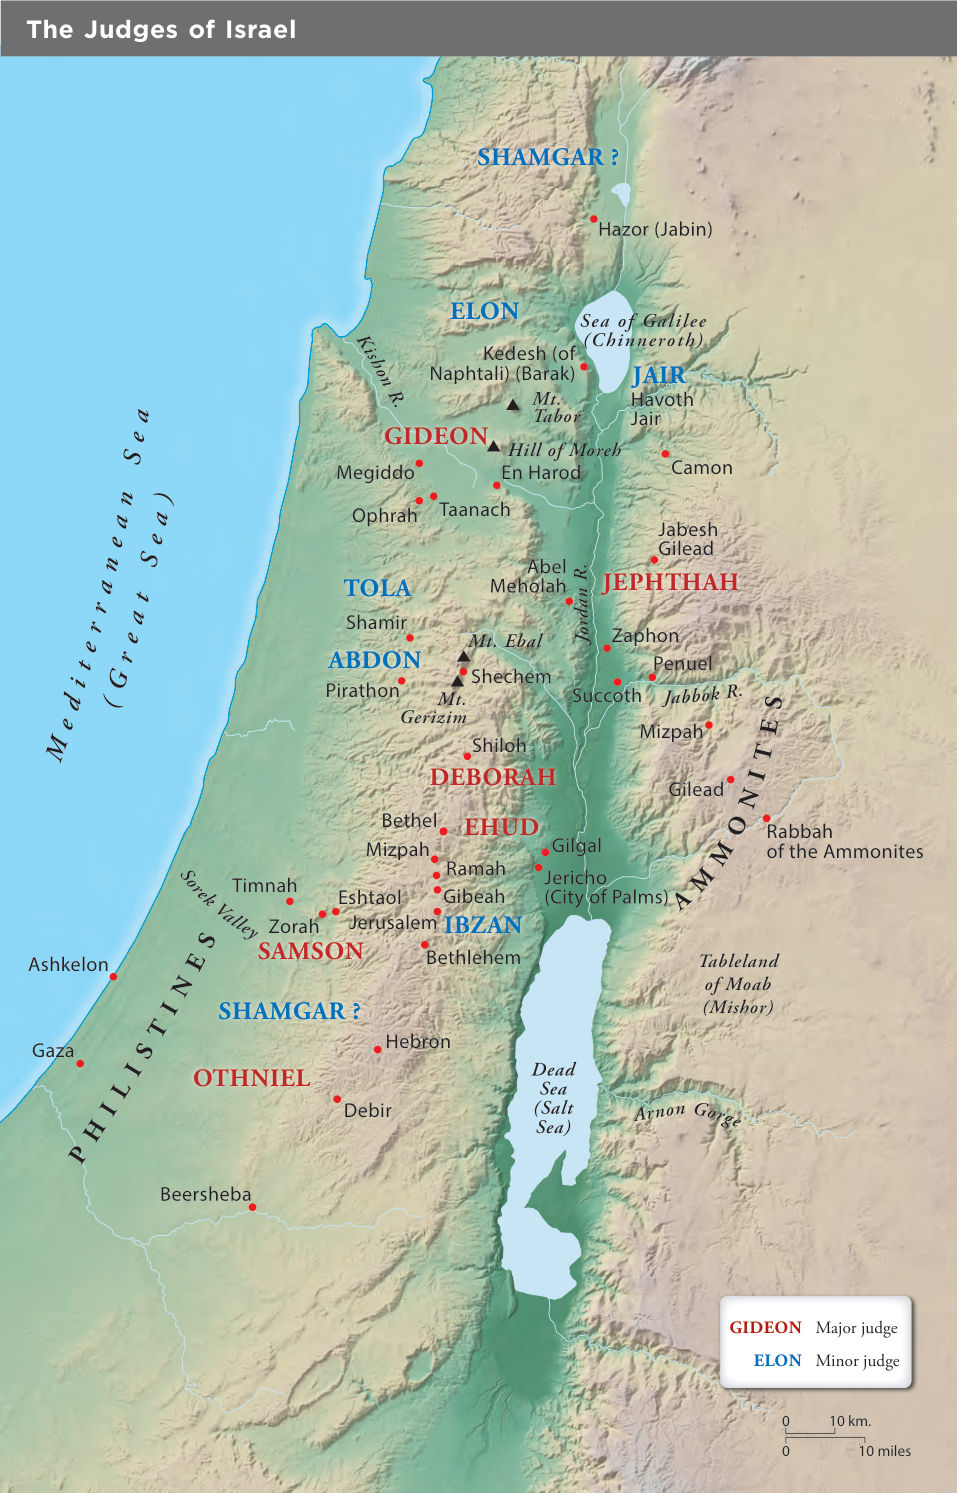 The Judges of Israel
SHAMGAR ?
Hazor (Jabin)
ELON
Sea of Galilee
(Chinneroth)
Kishon R.
Kedesh (of
Naphtali) (Barak)
JAIR
Havoth
Jair
Mt.
Tabor
GIDEON
Hill of Moreh
Megiddo
En Harod
Camon
Ophrah
Taanach
Mediterranean Sea
(Great Sea)
Jabesh
Gilead
Abel
Meholah
JEPHTHAH
TOLA
Jordan R.
Shamir
Mt. Ebal
Zaphon
ABDON
Shechem
Penuel
Pirathon
Mt.
Gerizim
Succoth
Jabbok R.
Mizpah
Shiloh
DEBORAH
Gilead
AMMONITES
Bethel
EHUD
Rabbah
of the Ammonites
Mizpah
Gilgal
Ramah
Jericho
(City of Palms)
Timnah
Sorek Valley
Eshtaol
Gibeah
Zorah
Jerusalem
IBZAN
SAMSON
Bethlehem
Ashkelon
PHILISTINES
Tableland
of Moab
(Mishor)
SHAMGAR ?
Hebron
Gaza
OTHNIEL
Dead
Sea
(Salt
Sea)
Debir
Arnon Gorge
Beersheba
GIDEON Major judge
ELON Minor judge
0 10 km.
0 10 miles